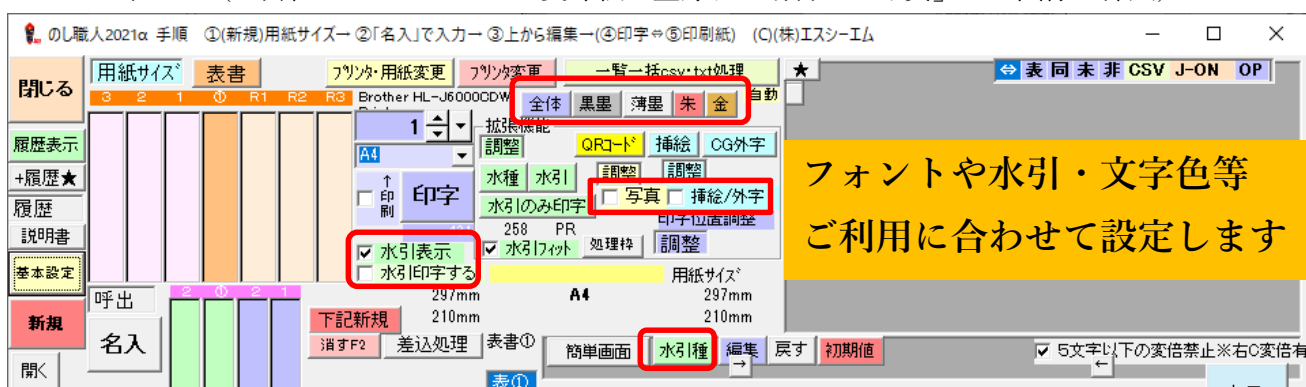 のし職人2021α 手順 ①(新規)用紙サイズ→ ②「名入」で入力→ ③上から編集→(④印字⇔⑤印刷紙) (C)(株)エスシーエム
閉じる
用紙サイズ 表書 プリンタ・用紙変更 プリンタ変更 一覧一括csv・txt処理 ★
⇔ 表 同 未 非 CSV J-ON OP
3 2 1 ① R1 R2 R3 Brother HL-J6000CDW
全体 黒墨 薄墨 朱 金 自動
1
拡張機能
A4
調整 QRコード 挿絵 CG外字
履歴表示
+履歴★
履歴
説明書
基本設定
新規
開く
↑印刷
印字
水種 水引 調整 調整
水引のみ印字 写真 挿絵/外字
印字位置調整
258 PR
水引表示 水引フィット 処理枠 調整
水引印字する
用紙サイズ
297mm A4 297mm
210mm 210mm
フォントや水引・文字色等
ご利用に合わせて設定します
呼出
2 ① 2 1
名入
下記新規
消すF2 差込処理 表書① 簡単画面 水引種 編集 戻す 初期値
→
5文字以下の変倍禁止※右C変倍有
←
表①